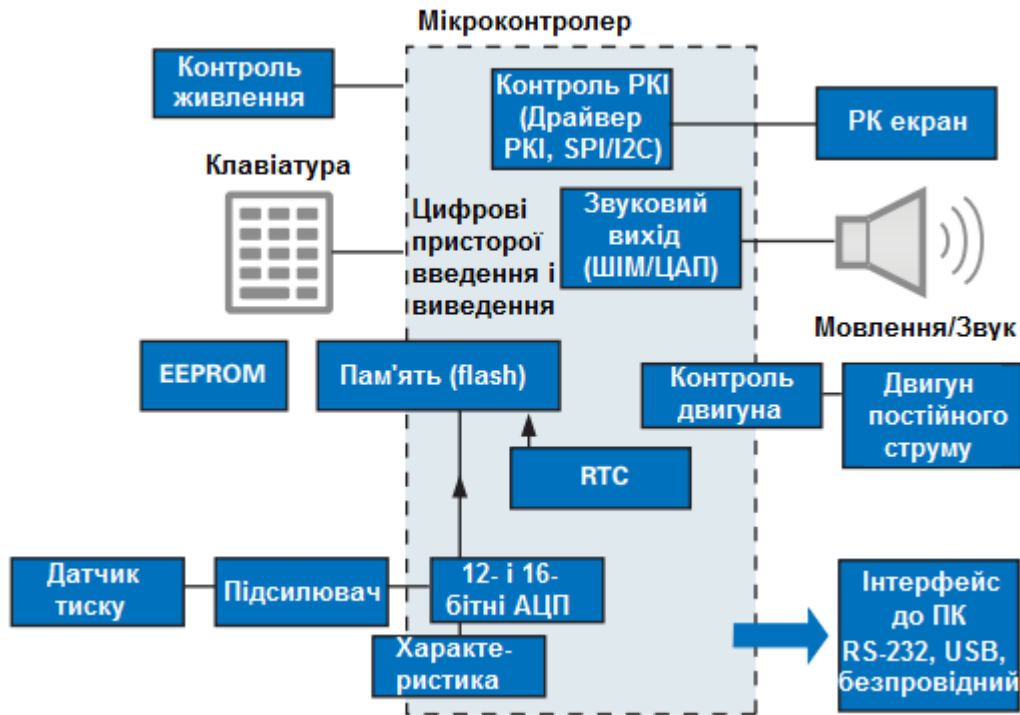 Мікроконтролер
Контроль
живлення
Контроль РКІ
(Драйвер
РКІ, SPI/I2C)
РК екран
Клавіатура
Цифрові
присторої
введення і
виведення
Звуковий
вихід
(ШІМ/ЦАП)
Мовлення/Звук
EEPROM
Пам'ять (flash)
Контроль
двигуна
Двигун
постійного
струму
RTC
Датчик
тиску
Підсилювач
12- і 16-
бітні АЦП
Характе-
ристика
Інтерфейс
до ПК
RS-232, USB,
безпровідний